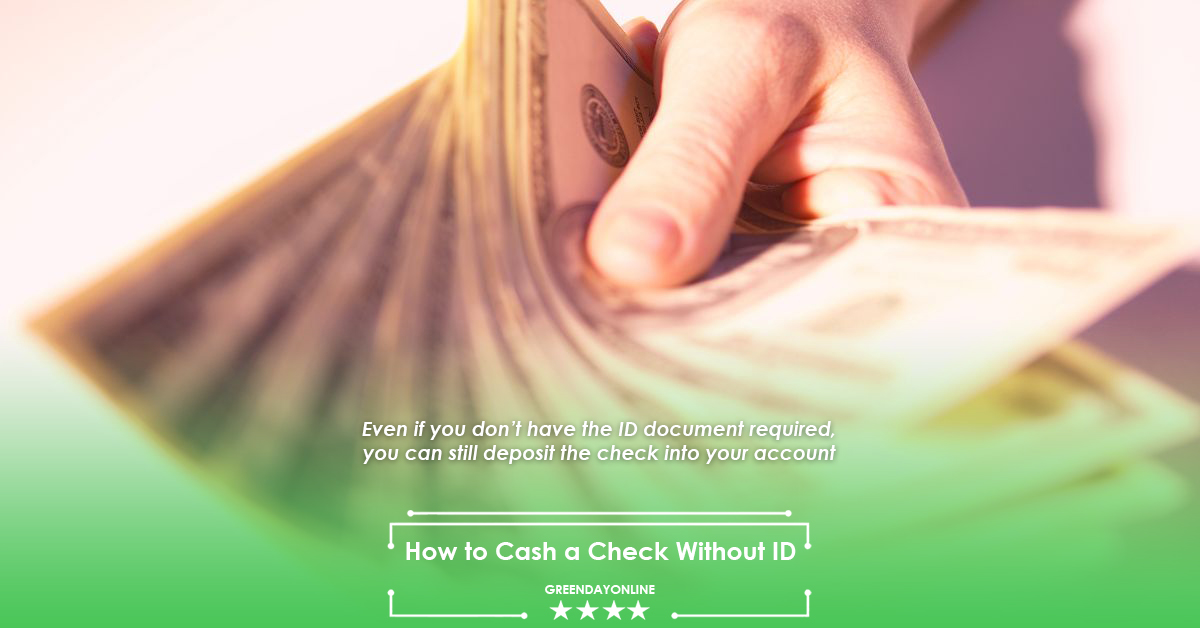 Even if you don't have the ID document required,
you can still deposit the check into your account
How to Cash a Check Without ID
GREENDAYONLINE